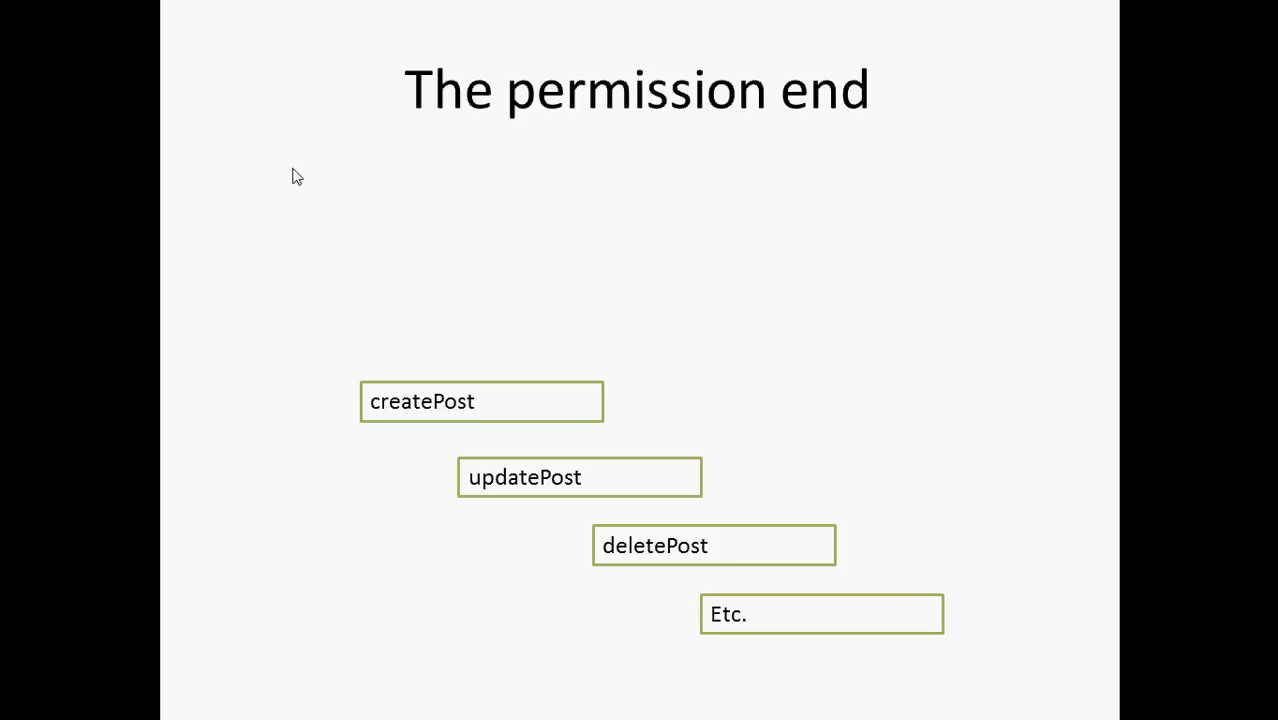 The permission end
createPost
updatePost
deletePost
Etc.